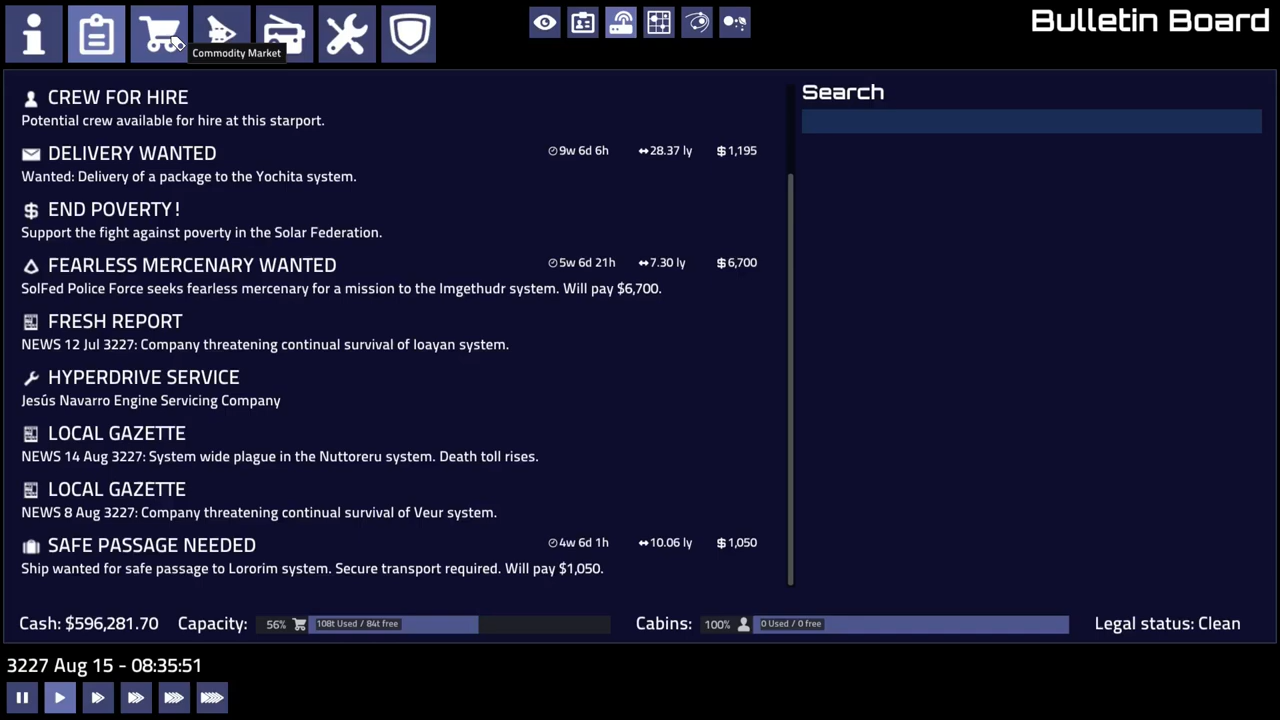 Bulletin Board
Commodity Market
CREW FOR HIRE
Potential crew available for hire at this starport.
DELIVERY WANTED 9w 6d 6h 28.37 ly $1,195
Wanted: Delivery of a package to the Yochita system.
END POVERTY!
Support the fight against poverty in the Solar Federation.
FEARLESS MERCENARY WANTED 5w 6d 21h 7.30 ly $6,700
SolFed Police Force seeks fearless mercenary for a mission to the Imgethudr system. Will pay $6,700.
FRESH REPORT
NEWS 12 Jul 3227: Company threatening continual survival of Ioayan system.
HYPERDRIVE SERVICE
Jesús Navarro Engine Servicing Company
LOCAL GAZETTE
NEWS 14 Aug 3227: System wide plague in the Nuttoreru system. Death toll rises.
LOCAL GAZETTE
NEWS 8 Aug 3227: Company threatening continual survival of Veur system.
SAFE PASSAGE NEEDED 4w 6d 1h 10.06 ly $1,050
Ship wanted for safe passage to Lororim system. Secure transport required. Will pay $1,050.
Search
Cash: $596,281.70 Capacity: 56% 108t Used / 84t free Cabins: 100% 0 Used / 0 free Legal status: Clean
3227 Aug 15 - 08:35:51